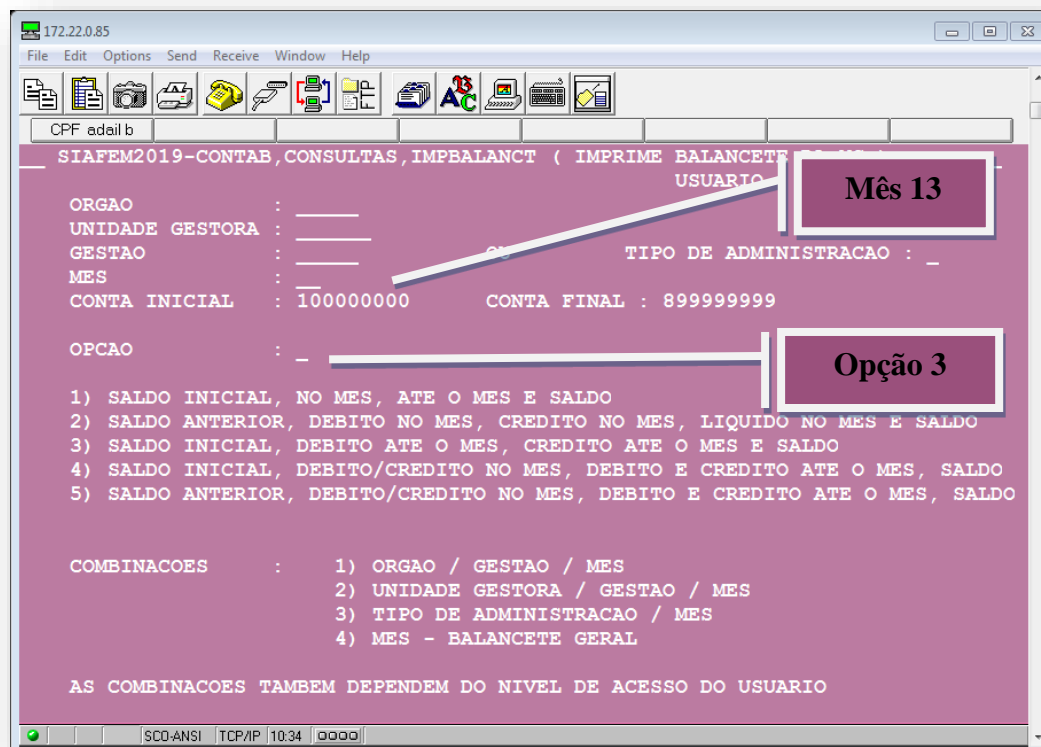 172.22.0.85
File Edit Options Send Receive Window Help
CPF adail b
SIAFEM2019-CONTAB,CONSULTAS,IMPBALANCT ( IMPRIME BALANCETE
USUARIO
Mês 13
ORGAO : _____
UNIDADE GESTORA : ______
GESTAO : _____ TIPO DE ADMINISTRACAO : _
MES : __
CONTA INICIAL : 100000000 CONTA FINAL : 899999999
OPCAO : _
Opção 3
1) SALDO INICIAL, NO MES, ATE O MES E SALDO
2) SALDO ANTERIOR, DEBITO NO MES, CREDITO NO MES, LIQUIDO NO MES E SALDO
3) SALDO INICIAL, DEBITO ATE O MES, CREDITO ATE O MES E SALDO
4) SALDO INICIAL, DEBITO/CREDITO NO MES, DEBITO E CREDITO ATE O MES, SALDO
5) SALDO ANTERIOR, DEBITO/CREDITO NO MES, DEBITO E CREDITO ATE O MES, SALDO
COMBINACOES : 1) ORGAO / GESTAO / MES
2) UNIDADE GESTORA / GESTAO / MES
3) TIPO DE ADMINISTRACAO / MES
4) MES - BALANCETE GERAL
AS COMBINACOES TAMBEM DEPENDEM DO NIVEL DE ACESSO DO USUARIO
SCO-ANSI TCP/IP 10:34